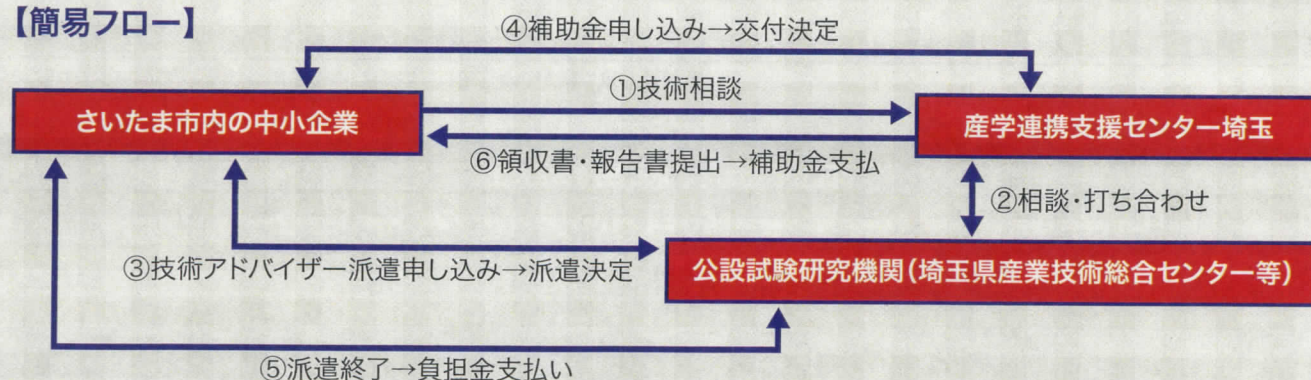 【簡易フロー】
④補助金申し込み→交付決定
①技術相談
さいたま市内の中小企業
産学連携支援センター埼玉
⑥領収書・報告書提出→補助金支払
②相談・打ち合わせ
③技術アドバイザー派遣申し込み→派遣決定
公設試験研究機関(埼玉県産業技術総合センター等)
⑤派遣終了→負担金支払い